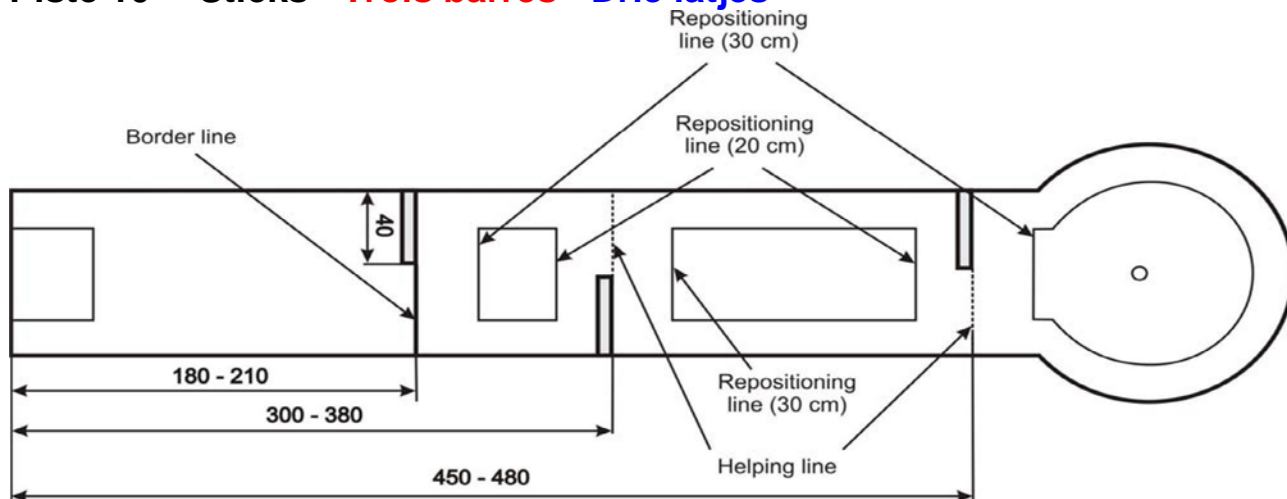 Repositioning
line (30 cm)
Border line
Repositioning
line (20 cm)
40
180 - 210
300 - 380
450 - 480
Repositioning
line (30 cm)
Helping line